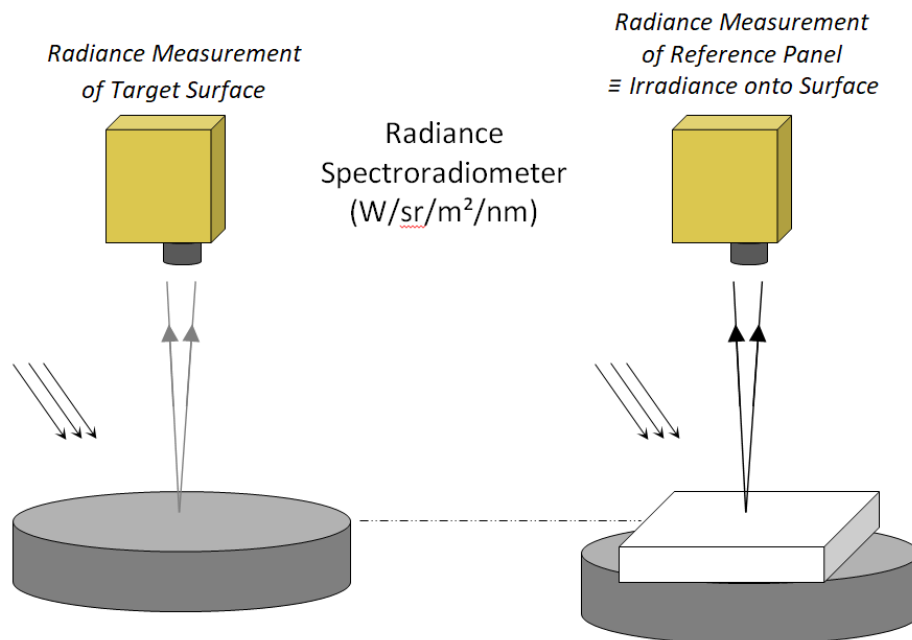 Radiance Measurement
of Target Surface
Radiance
Spectroradiometer
(W/sr/m²/nm)
Radiance Measurement
of Reference Panel
≡ Irradiance onto Surface